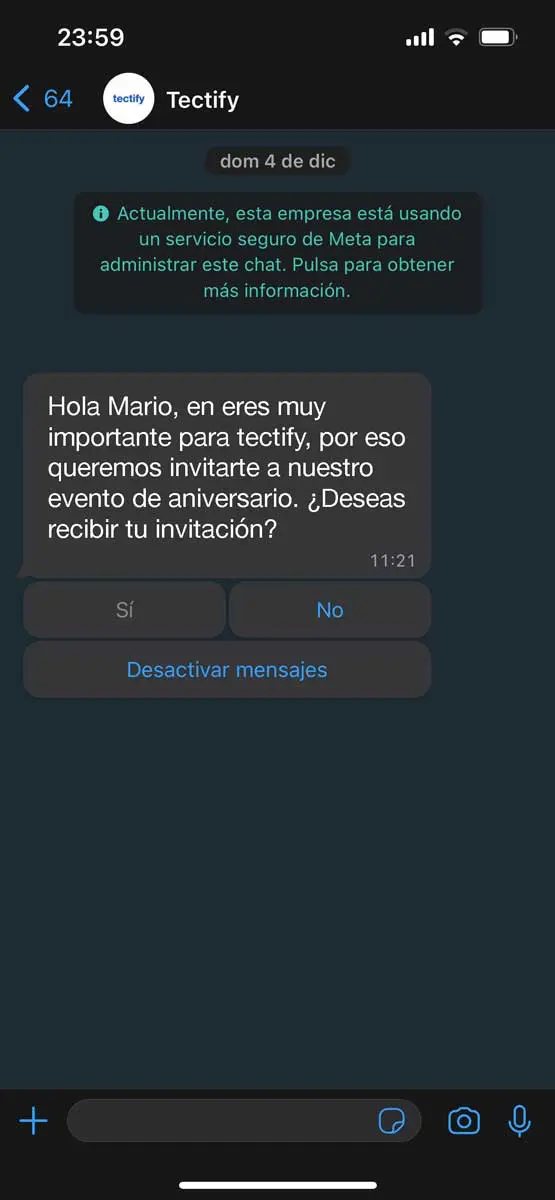 23:59
64
tectify
Tectify
dom 4 de dic
Actualmente, esta empresa está usando
un servicio seguro de Meta para
administrar este chat. Pulsa para obtener
más información.
Hola Mario, en eres muy
importante para tectify, por eso
queremos invitarte a nuestro
evento de aniversario. ¿Deseas
recibir tu invitación?
11:21
Sí
No
Desactivar mensajes